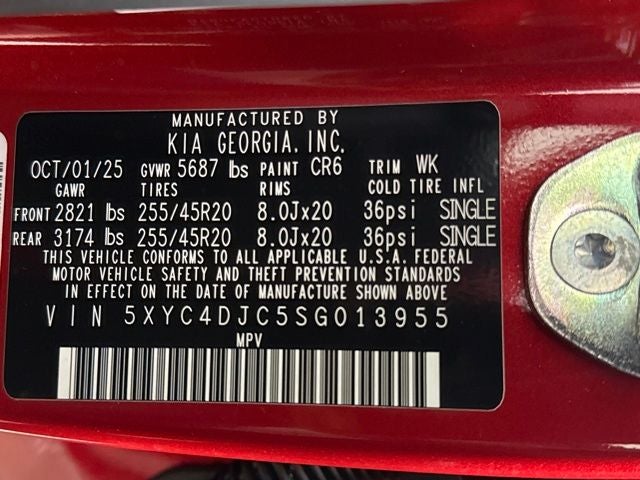 MANUFACTURED BY
KIA GEORGIA, INC.
OCT/01/25 GVWR 5687 lbs PAINT CR6 TRIM WK
GAWR TIRES RIMS COLD TIRE INFL
FRONT 2821 lbs 255/45R20 8.0Jx20 36psi SINGLE
REAR 3174 lbs 255/45R20 8.0Jx20 36psi SINGLE
THIS VEHICLE CONFORMS TO ALL APPLICABLE U.S.A. FEDERAL
MOTOR VEHICLE SAFETY AND THEFT PREVENTION STANDARDS
IN EFFECT ON THE DATE OF MANUFACTURE SHOWN ABOVE
VIN 5XYC4DJC5SG013955
MPV